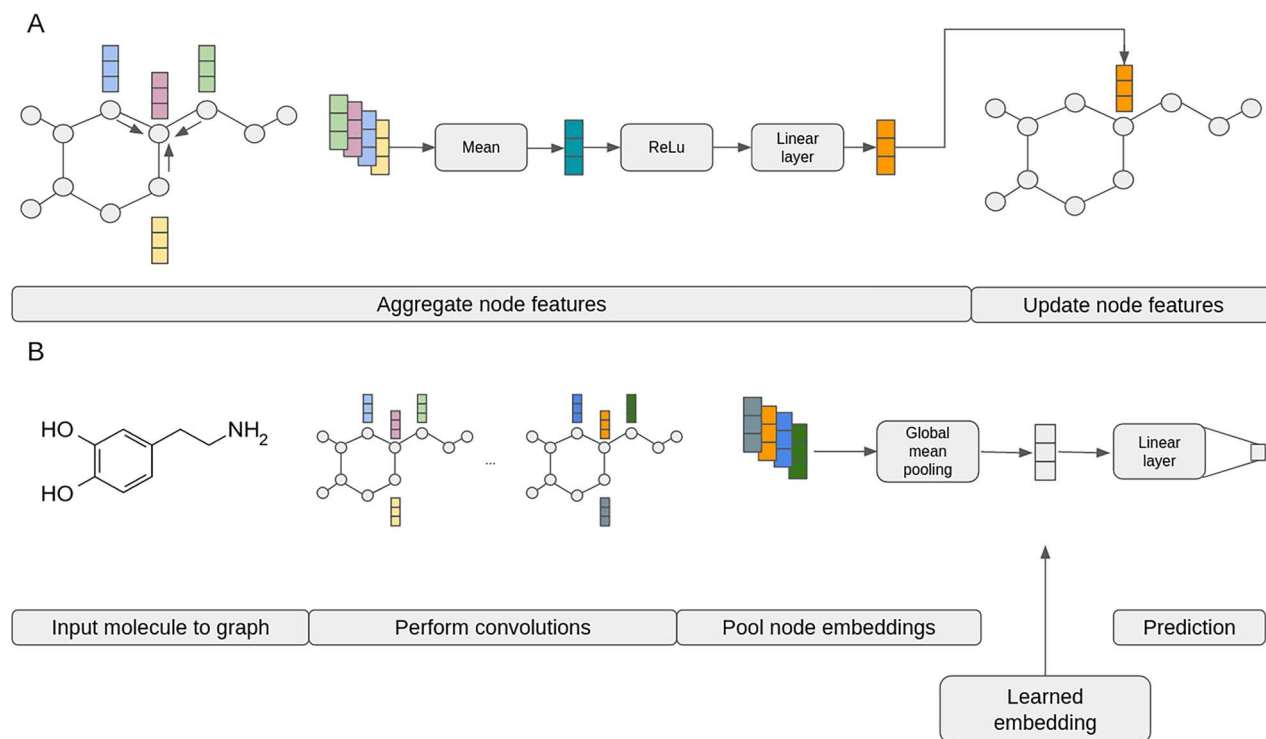 A
Mean
ReLu
Linear
layer
Aggregate node features
Update node features
B
HO
HO
NH2
...
Global
mean
pooling
Linear
layer
Input molecule to graph
Perform convolutions
Pool node embeddings
Prediction
Learned
embedding